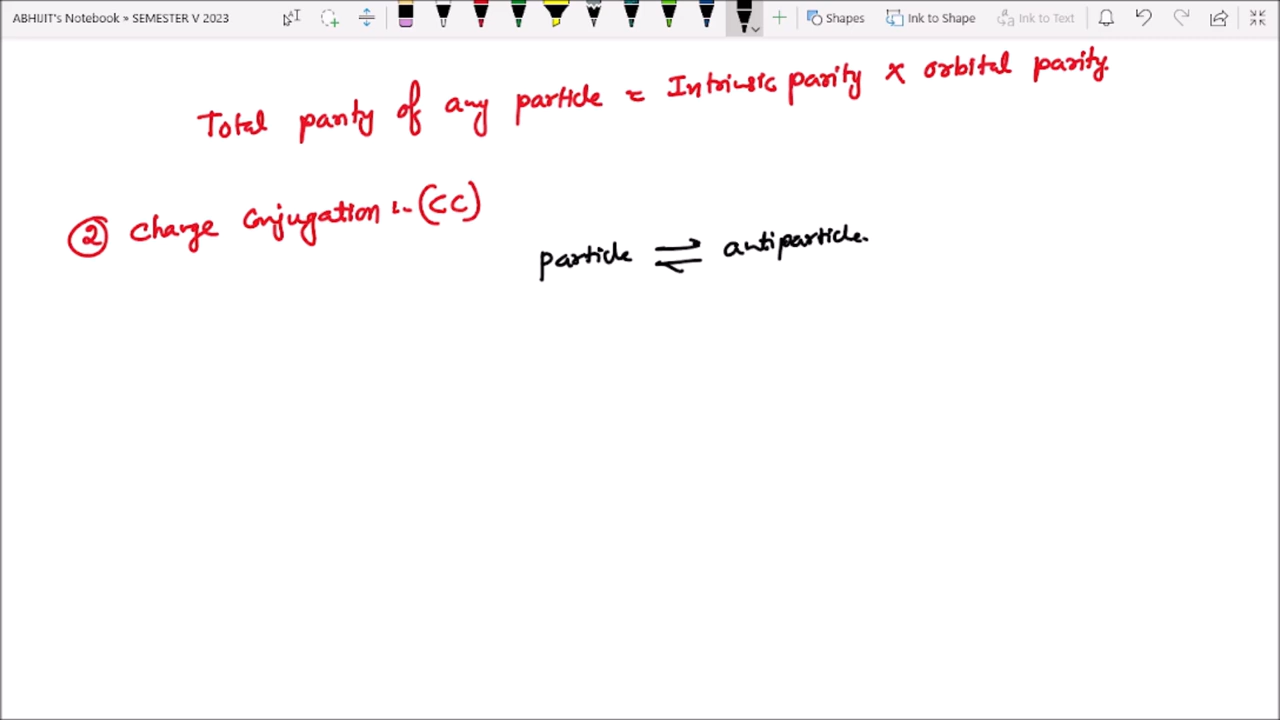 ABHIJIT's Notebook » SEMESTER V 2023
Shapes
Ink to Shape
Ink to Text
Total parity of any particle = Intrinsic parity × orbital parity.
② Charge Conjugation :- (CC)
particle ⇌ antiparticle.